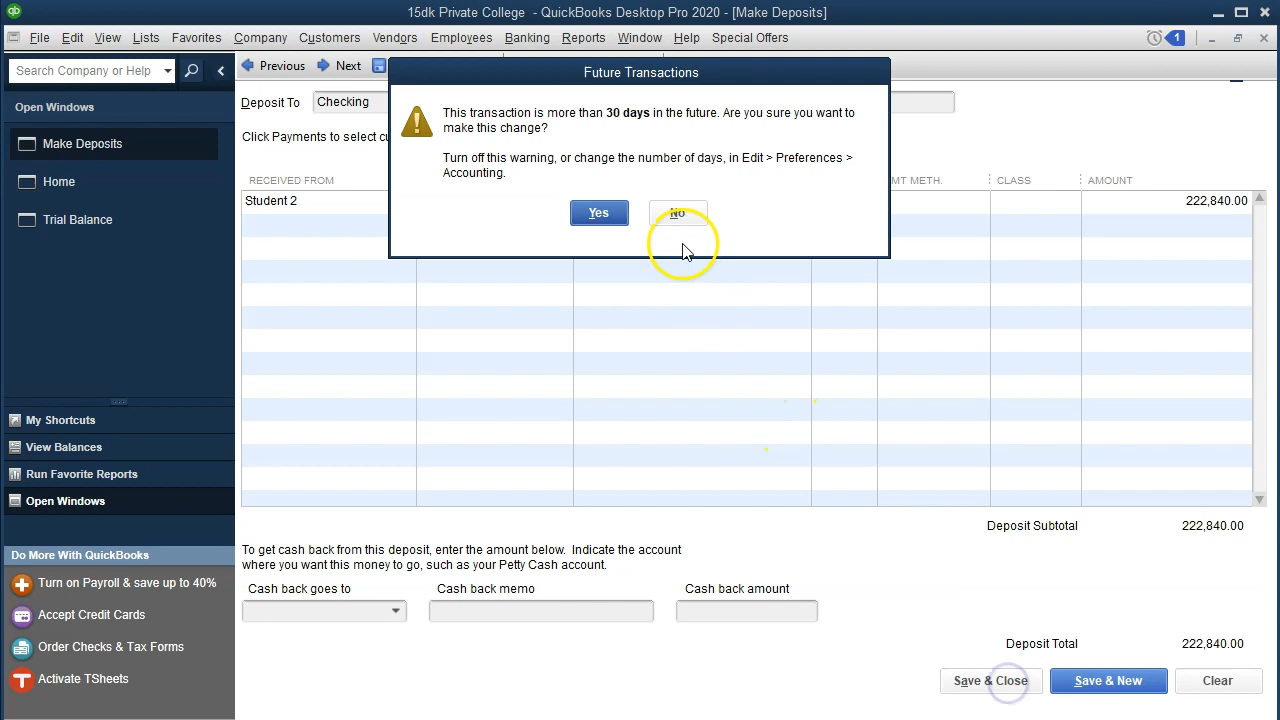 15dk Private College - QuickBooks Desktop Pro 2020 - [Make Deposits]
File Edit View Lists Favorites Company Customers Vendors Employees Banking Reports Window Help Special Offers 1
Search Company or Help
Previous Next
Open Windows
Make Deposits
Home
Trial Balance
My Shortcuts
View Balances
Run Favorite Reports
Open Windows
Do More With QuickBooks
Turn on Payroll & save up to 40%
Accept Credit Cards
Order Checks & Tax Forms
Activate TSheets
Deposit To Checking
Click Payments to select cu
Future Transactions
This transaction is more than 30 days in the future. Are you sure you want to
make this change?
Turn off this warning, or change the number of days, in Edit > Preferences >
Accounting.
Yes No
RECEIVED FROM MT METH. CLASS AMOUNT
Student 2 222,840.00
Deposit Subtotal 222,840.00
To get cash back from this deposit, enter the amount below. Indicate the account
where you want this money to go, such as your Petty Cash account.
Cash back goes to Cash back memo Cash back amount
Deposit Total 222,840.00
Save & Close Save & New Clear